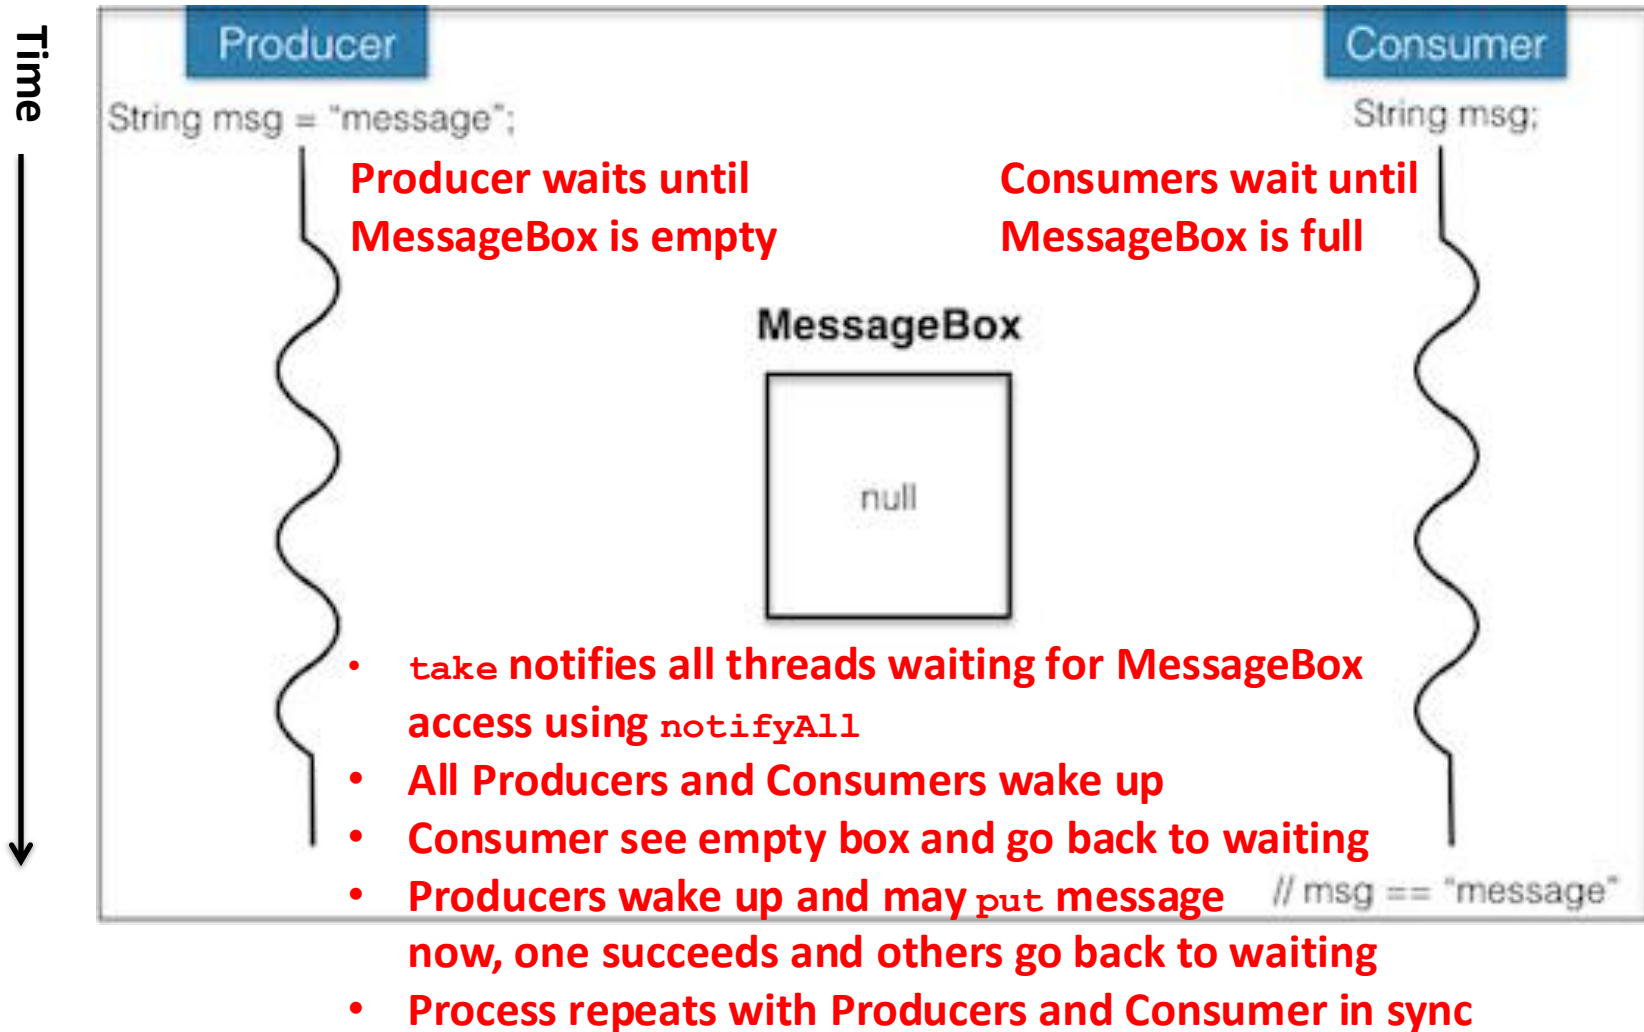 Time
Producer
Consumer
String msg = "message";
String msg;
Producer waits until
MessageBox is empty
Consumers wait until
MessageBox is full
MessageBox
null
• take notifies all threads waiting for MessageBox
access using notifyAll
• All Producers and Consumers wake up
• Consumer see empty box and go back to waiting
• Producers wake up and may put message
// msg == "message"
now, one succeeds and others go back to waiting
• Process repeats with Producers and Consumer in sync